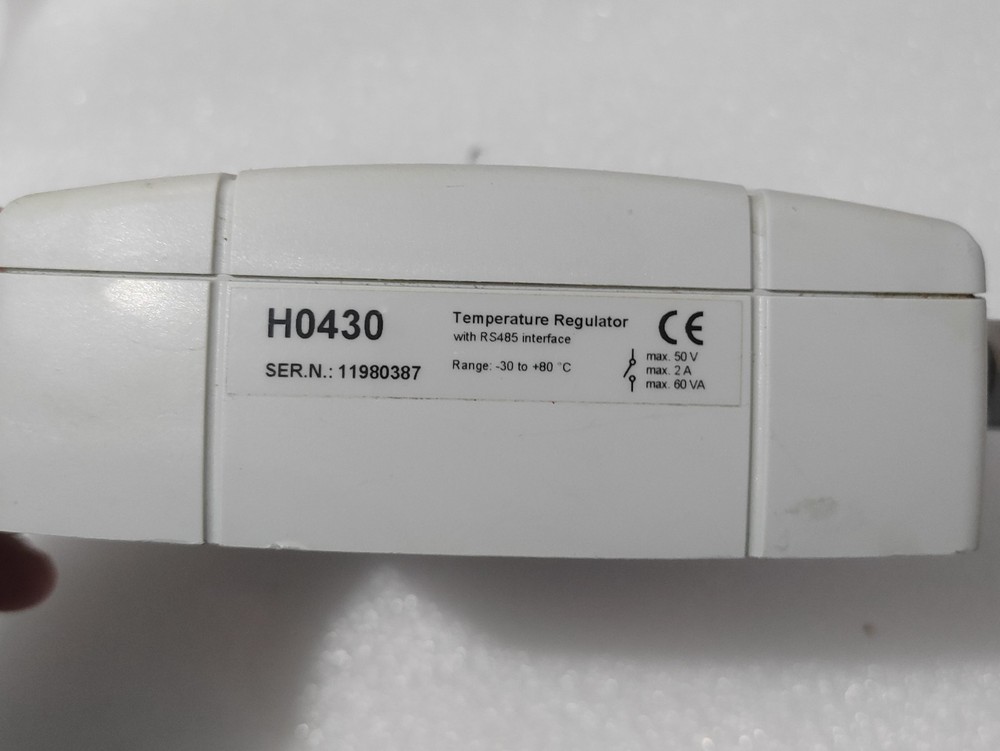 H0430
SER.N.: 11980387
Temperature Regulator
with RS485 interface
Range: -30 to +80 °C
CE
max. 50 V
max. 2 A
max. 60 VA